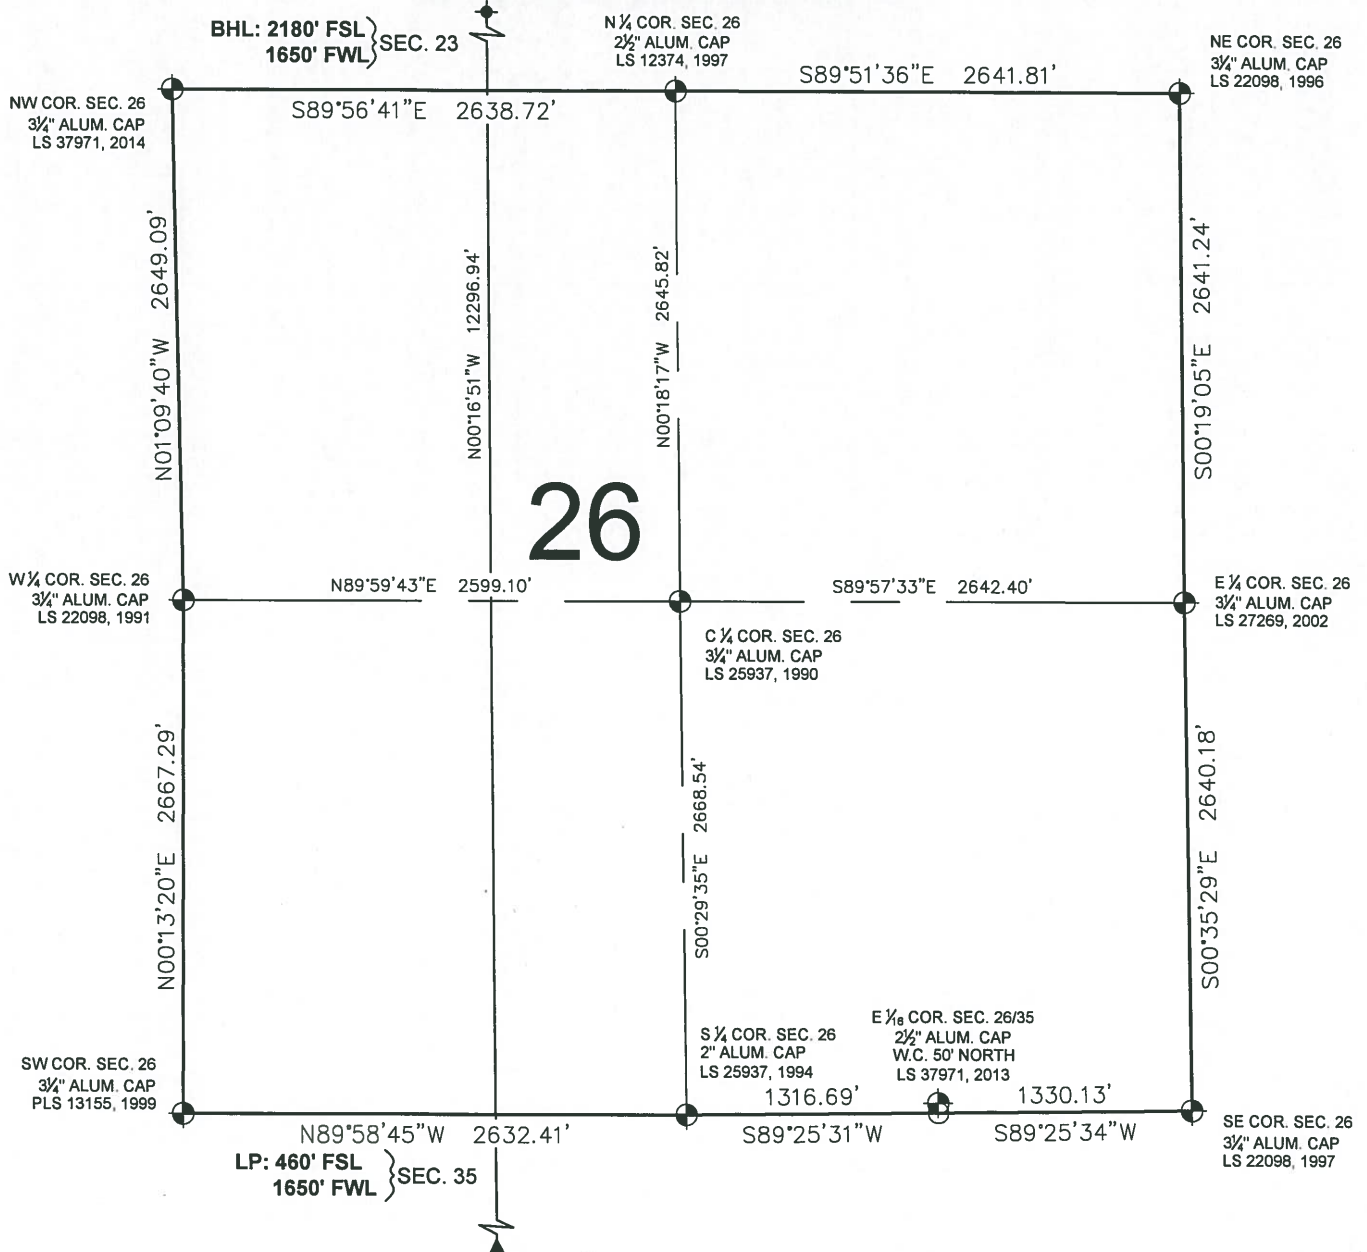 BHL: 2180' FSL
1650' FWL
SEC. 23
N ¼ COR. SEC. 26
2½" ALUM. CAP
LS 12374, 1997
NE COR. SEC. 26
3¼" ALUM. CAP
LS 22098, 1996
S89°51'36"E 2641.81'
NW COR. SEC. 26
3¼" ALUM. CAP
LS 37971, 2014
S89°56'41"E 2638.72'
N01°09'40"W 2649.09'
N00°16'51"W 12296.94'
N00°18'17"W 2645.82'
S00°19'05"E 2641.24'
26
W ¼ COR. SEC. 26
3¼" ALUM. CAP
LS 22098, 1991
N89°59'43"E 2599.10'
S89°57'33"E 2642.40'
E ¼ COR. SEC. 26
3¼" ALUM. CAP
LS 27269, 2002
C ¼ COR. SEC. 26
3¼" ALUM. CAP
LS 25937, 1990
N00°13'20"E 2667.29'
S00°29'35"E 2668.54'
S00°35'29"E 2640.18'
SW COR. SEC. 26
3¼" ALUM. CAP
PLS 13155, 1999
S ¼ COR. SEC. 26
2" ALUM. CAP
LS 25937, 1994
E 1⁄16 COR. SEC. 26/35
2½" ALUM. CAP
W.C. 50' NORTH
LS 37971, 2013
1316.69'
1330.13'
N89°58'45"W 2632.41'
S89°25'31"W
S89°25'34"W
SE COR. SEC. 26
3¼" ALUM. CAP
LS 22098, 1997
LP: 460' FSL
1650' FWL
SEC. 35